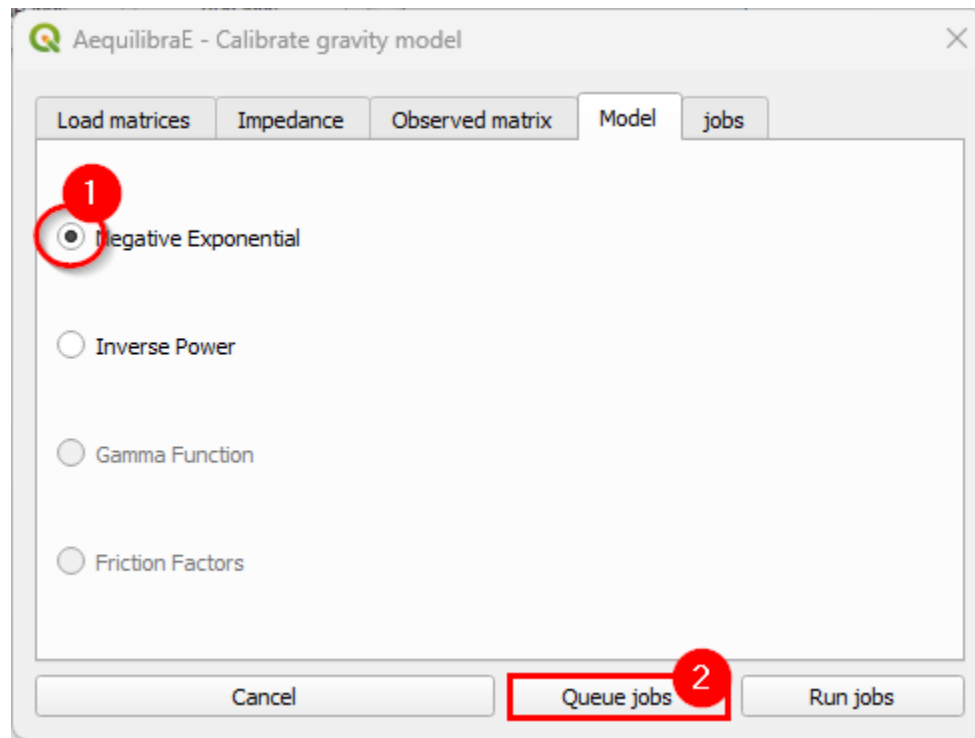 AequilibraE - Calibrate gravity model
Load matrices Impedance Observed matrix Model jobs
1
Negative Exponential
Inverse Power
Gamma Function
Friction Factors
2
Cancel Queue jobs Run jobs